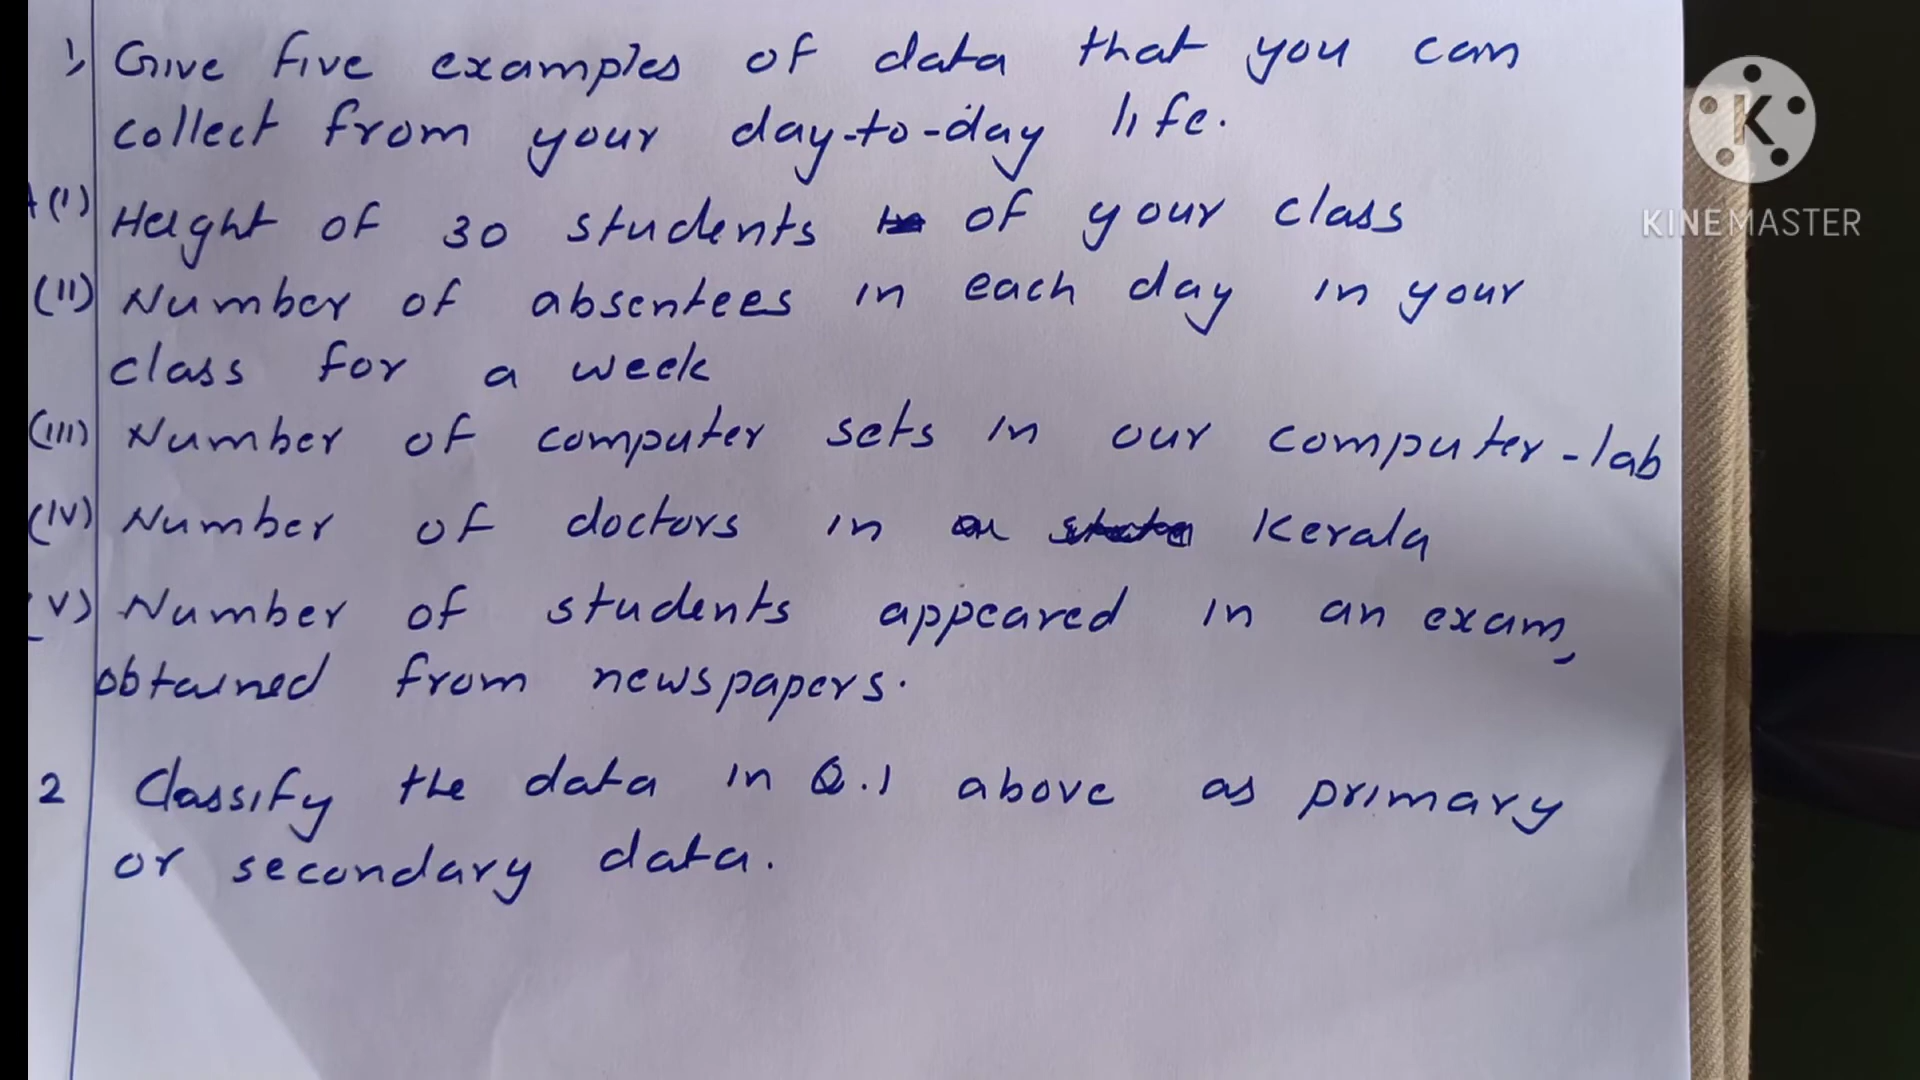 1, Give five examples of data that you can
collect from your day-to-day life.
A (i) Height of 30 students of your class
(ii) Number of absentees in each day in your
class for a week
(iii) Number of computer sets in our computer-lab
(iv) Number of doctors in Kerala
(v) Number of students appeared in an exam,
obtained from newspapers.
2 Classify the data in Q.1 above as primary
or secondary data.
K
KINEMASTER